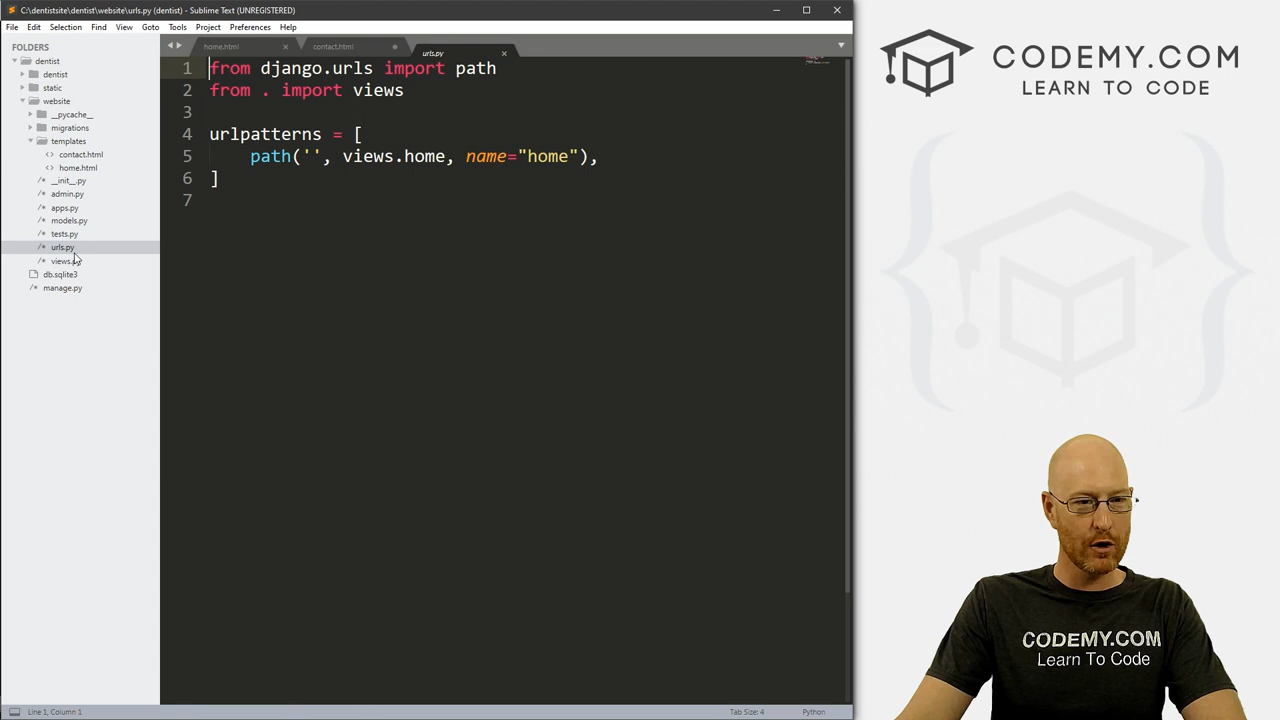 C:\dentistsite\dentist\website\urls.py (dentist) - Sublime Text (UNREGISTERED)
File Edit Selection Find View Goto Tools Project Preferences Help
FOLDERS
dentist
dentist
static
website
__pycache__
migrations
templates
contact.html
home.html
__init__.py
admin.py
apps.py
models.py
tests.py
urls.py
views.py
db.sqlite3
manage.py
home.html
contact.html
urls.py
1 from django.urls import path
2 from . import views
3
4 urlpatterns = [
5 path('', views.home, name="home"),
6 ]
7
Line 1, Column 1
Tab Size: 4
Python
CODEMY.COM
LEARN TO CODE
CODEMY.COM
Learn To Code